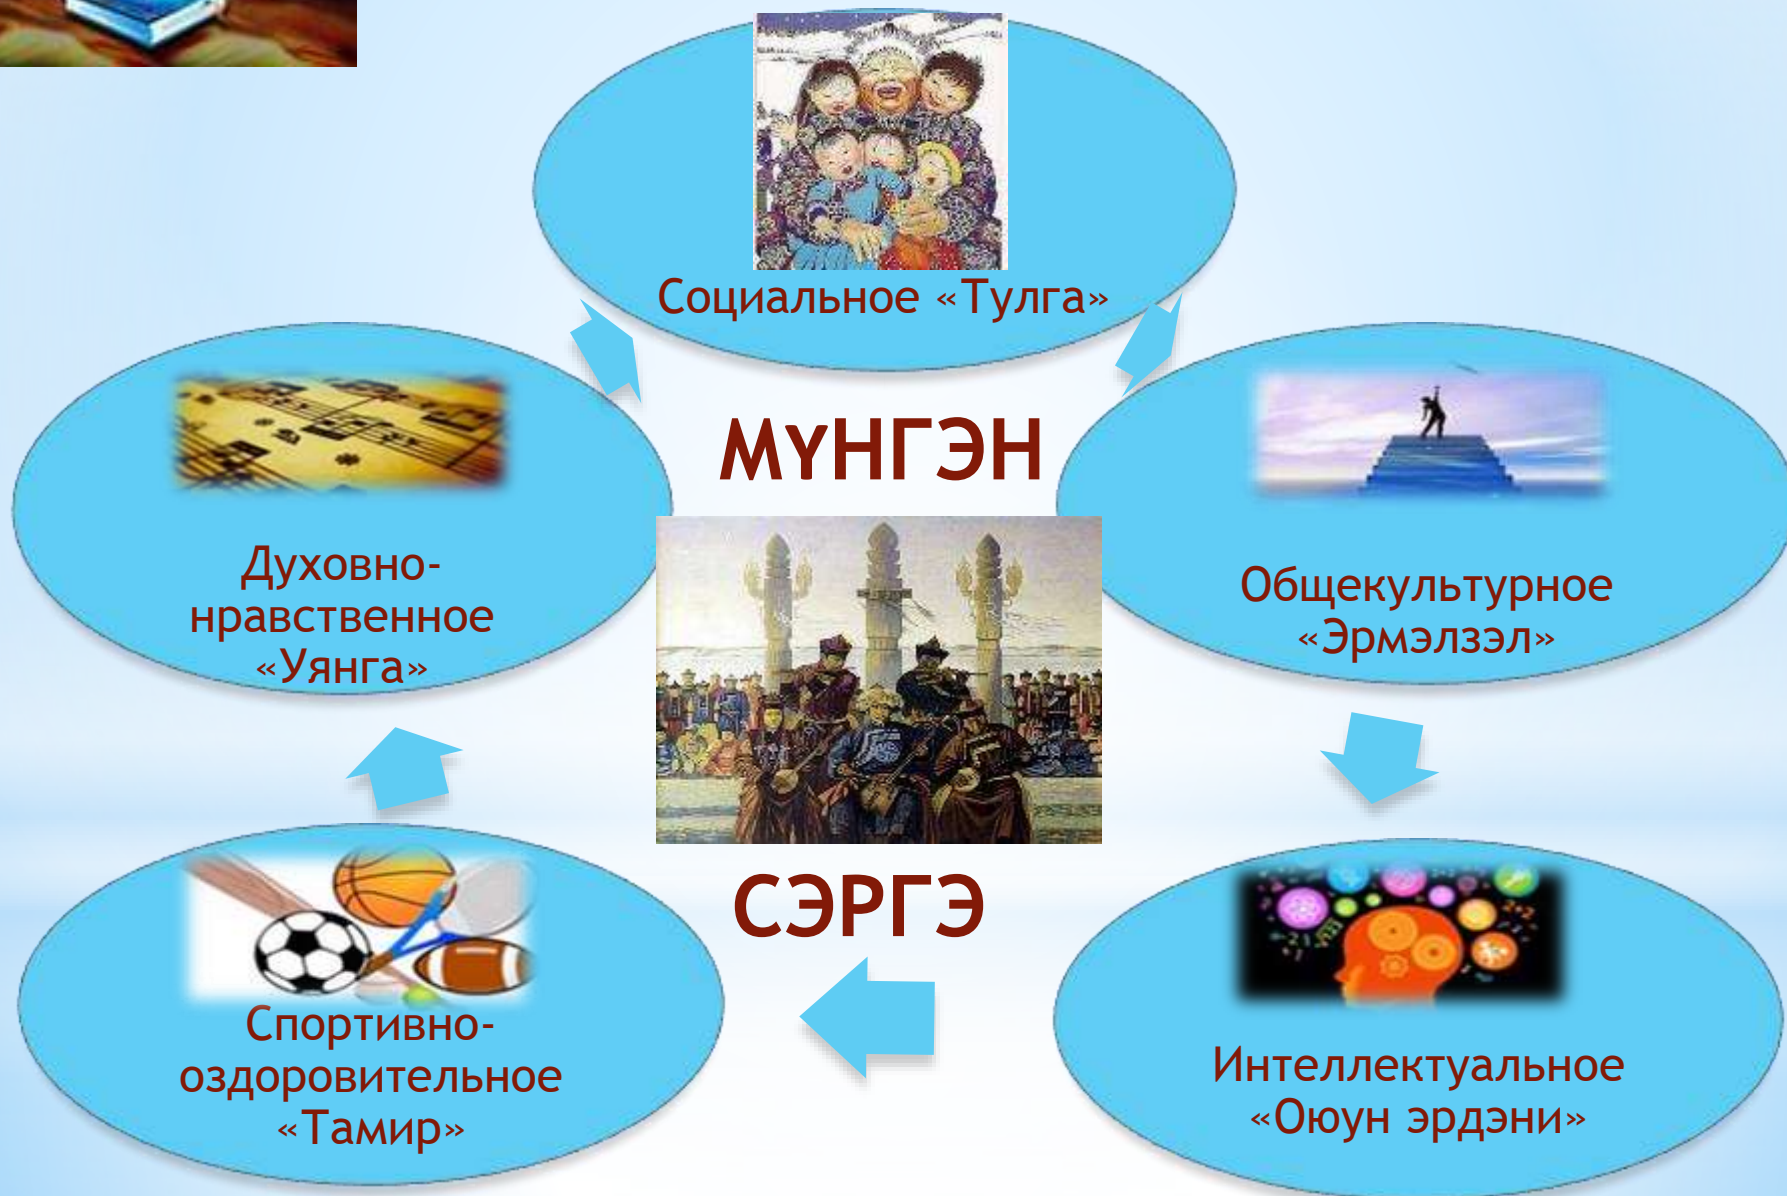 Социальное «Тулга»
МҮНГЭН
СЭРГЭ
Духовно-
нравственное
«Уянга»
Общекультурное
«Эрмэлзэл»
Спортивно-
оздоровительное
«Тамир»
Интеллектуальное
«Оюун эрдэни»